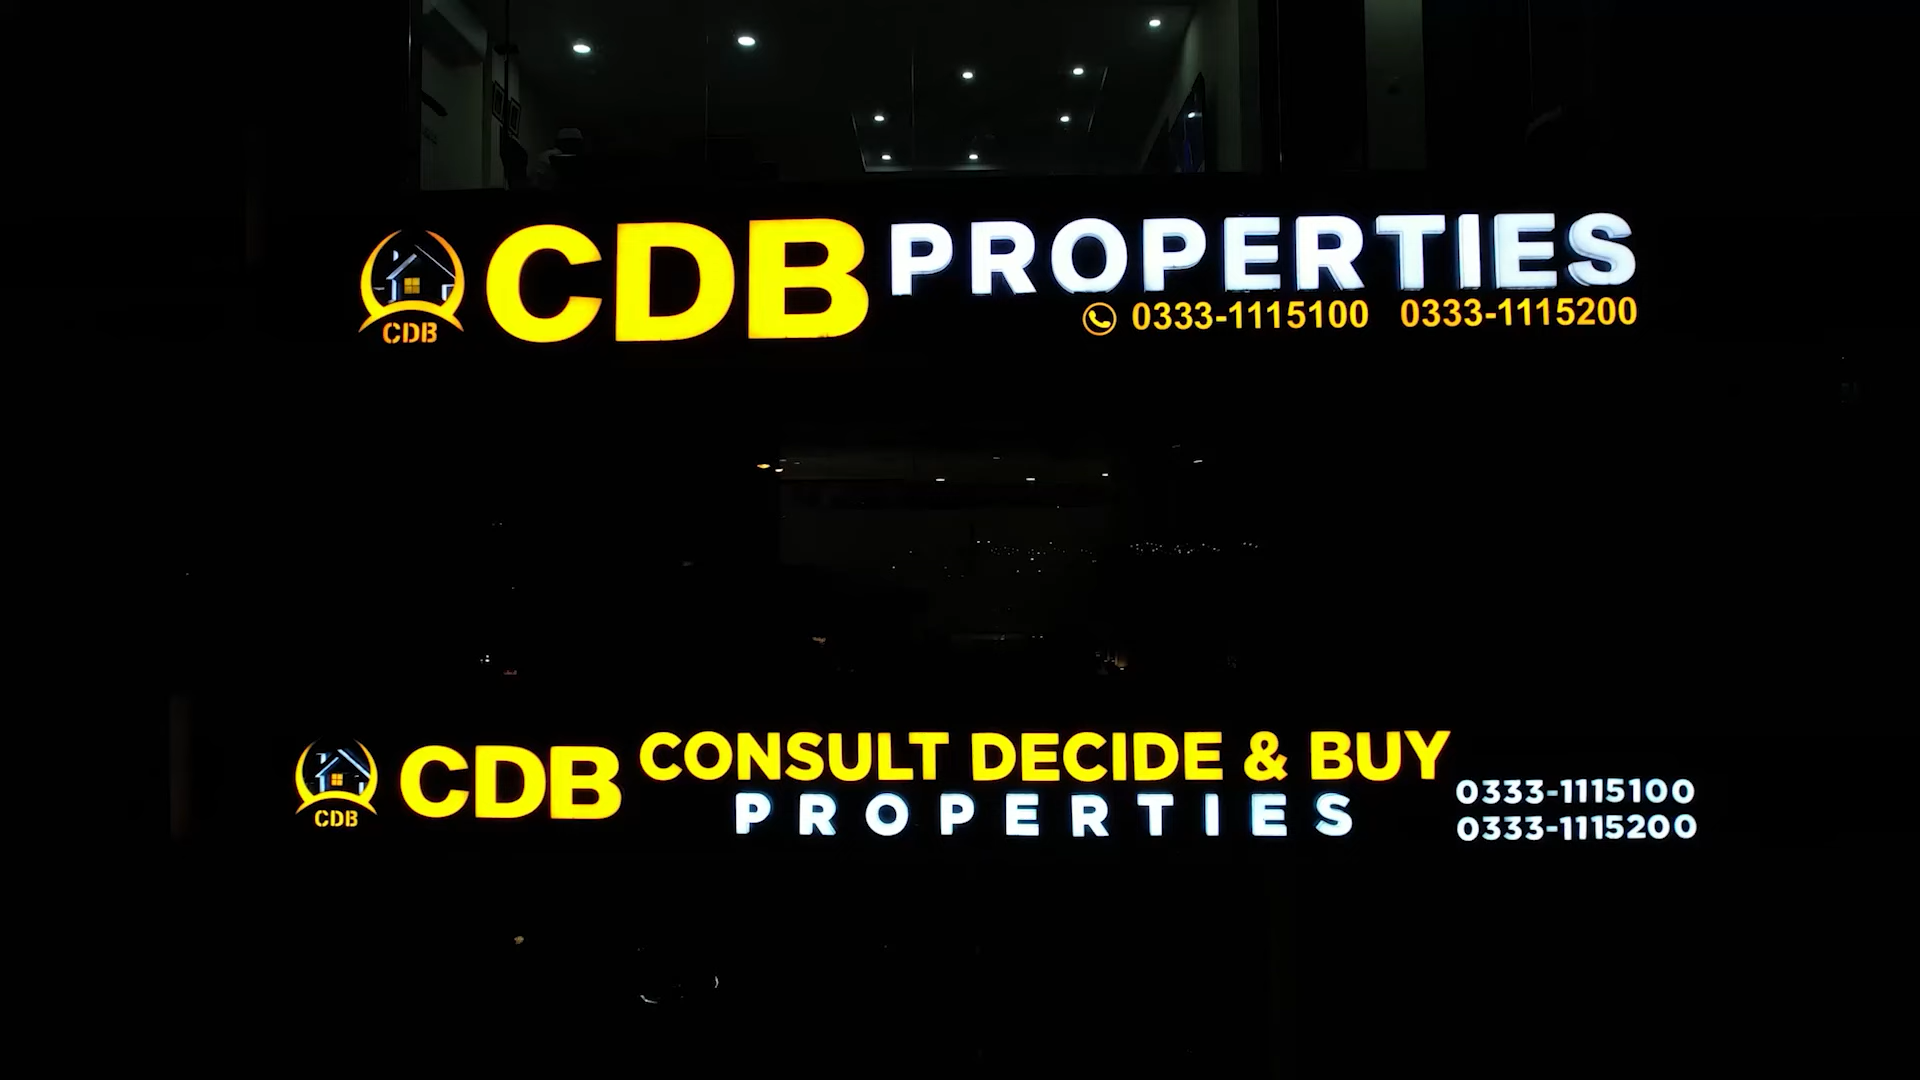 CDB PROPERTIES
CDB
0333-1115100 0333-1115200
CDB CONSULT DECIDE & BUY
PROPERTIES
CDB
0333-1115100
0333-1115200